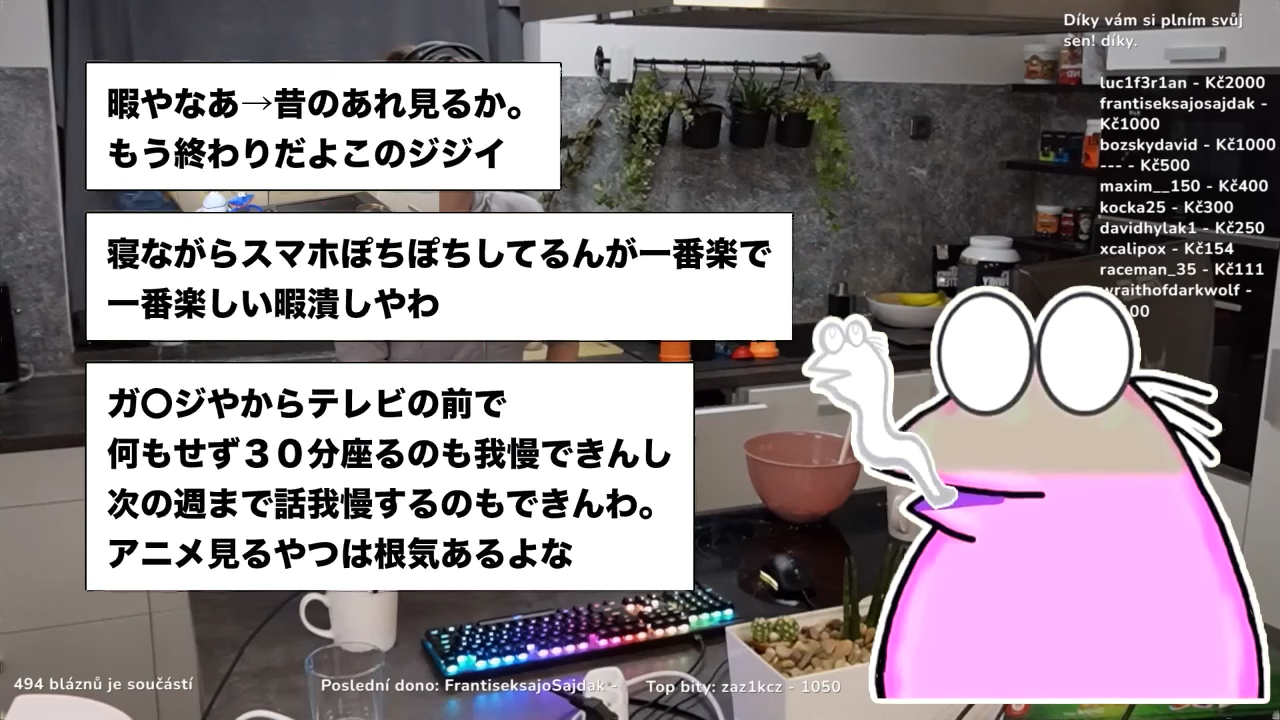 Díky vám si plním svůj
sen! díky.
luc1f3r1an - Kč2000
frantiseksajosajdak -
Kč1000
bozskydavid - Kč1000
--- - Kč500
maxim__150 - Kč400
kocka25 - Kč300
davidhylak1 - Kč250
xcalipox - Kč154
raceman_35 - Kč111
wraithofdarkwolf -
暇やなあ→昔のあれ見るか。
もう終わりだよこのジジイ
寝ながらスマホぽちぽちしてるんが一番楽で
一番楽しい暇潰しやわ
ガ〇ジやからテレビの前で
何もせず３０分座るのも我慢できんし
次の週まで話我慢するのもできんわ。
アニメ見るやつは根気あるよな
494 bláznů je součástí
Poslední dono: FrantiseksajoSajdak -
Top bity: zaz1kcz - 1050